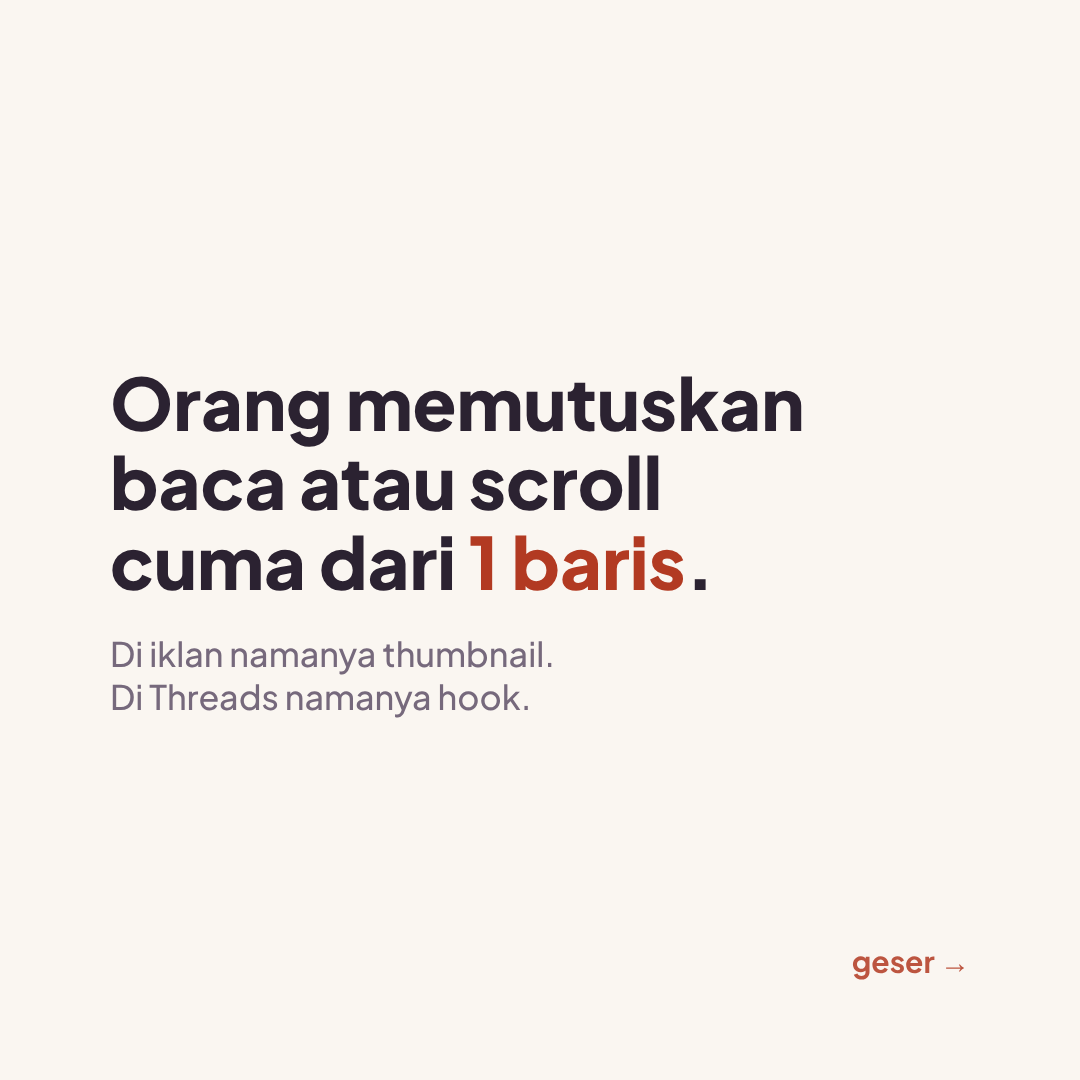 Orang memutuskan
baca atau scroll
cuma dari 1 baris.
Di iklan namanya thumbnail.
Di Threads namanya hook.
geser →